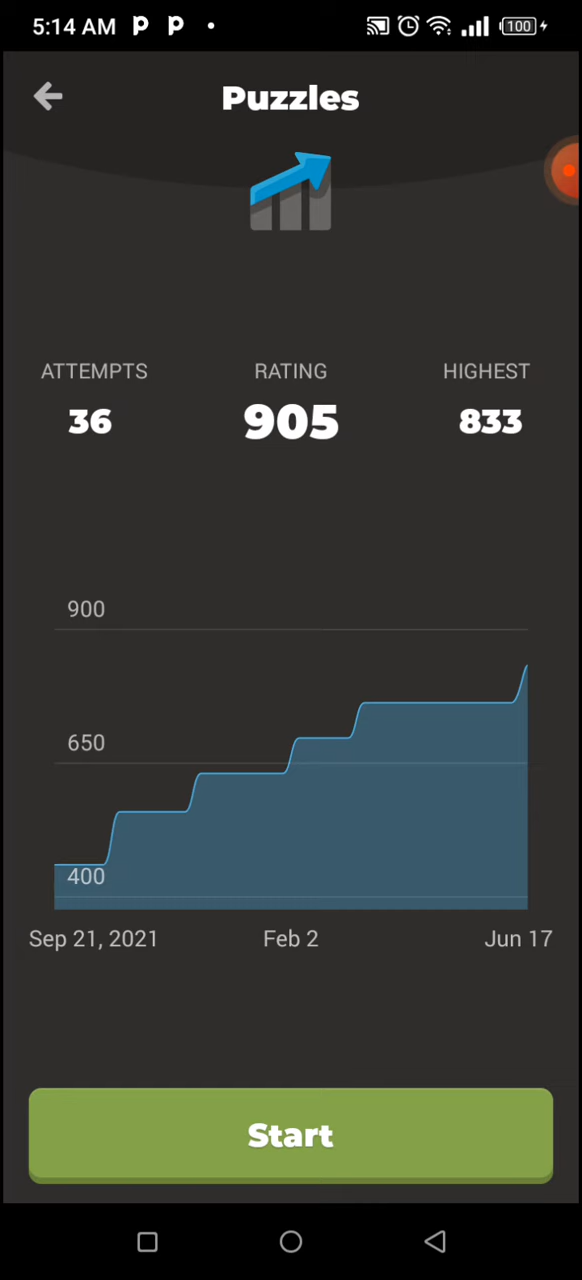 5:14 AM p p 100
Puzzles
ATTEMPTS RATING HIGHEST
36 905 833
900
650
400
Sep 21, 2021 Feb 2 Jun 17
Start